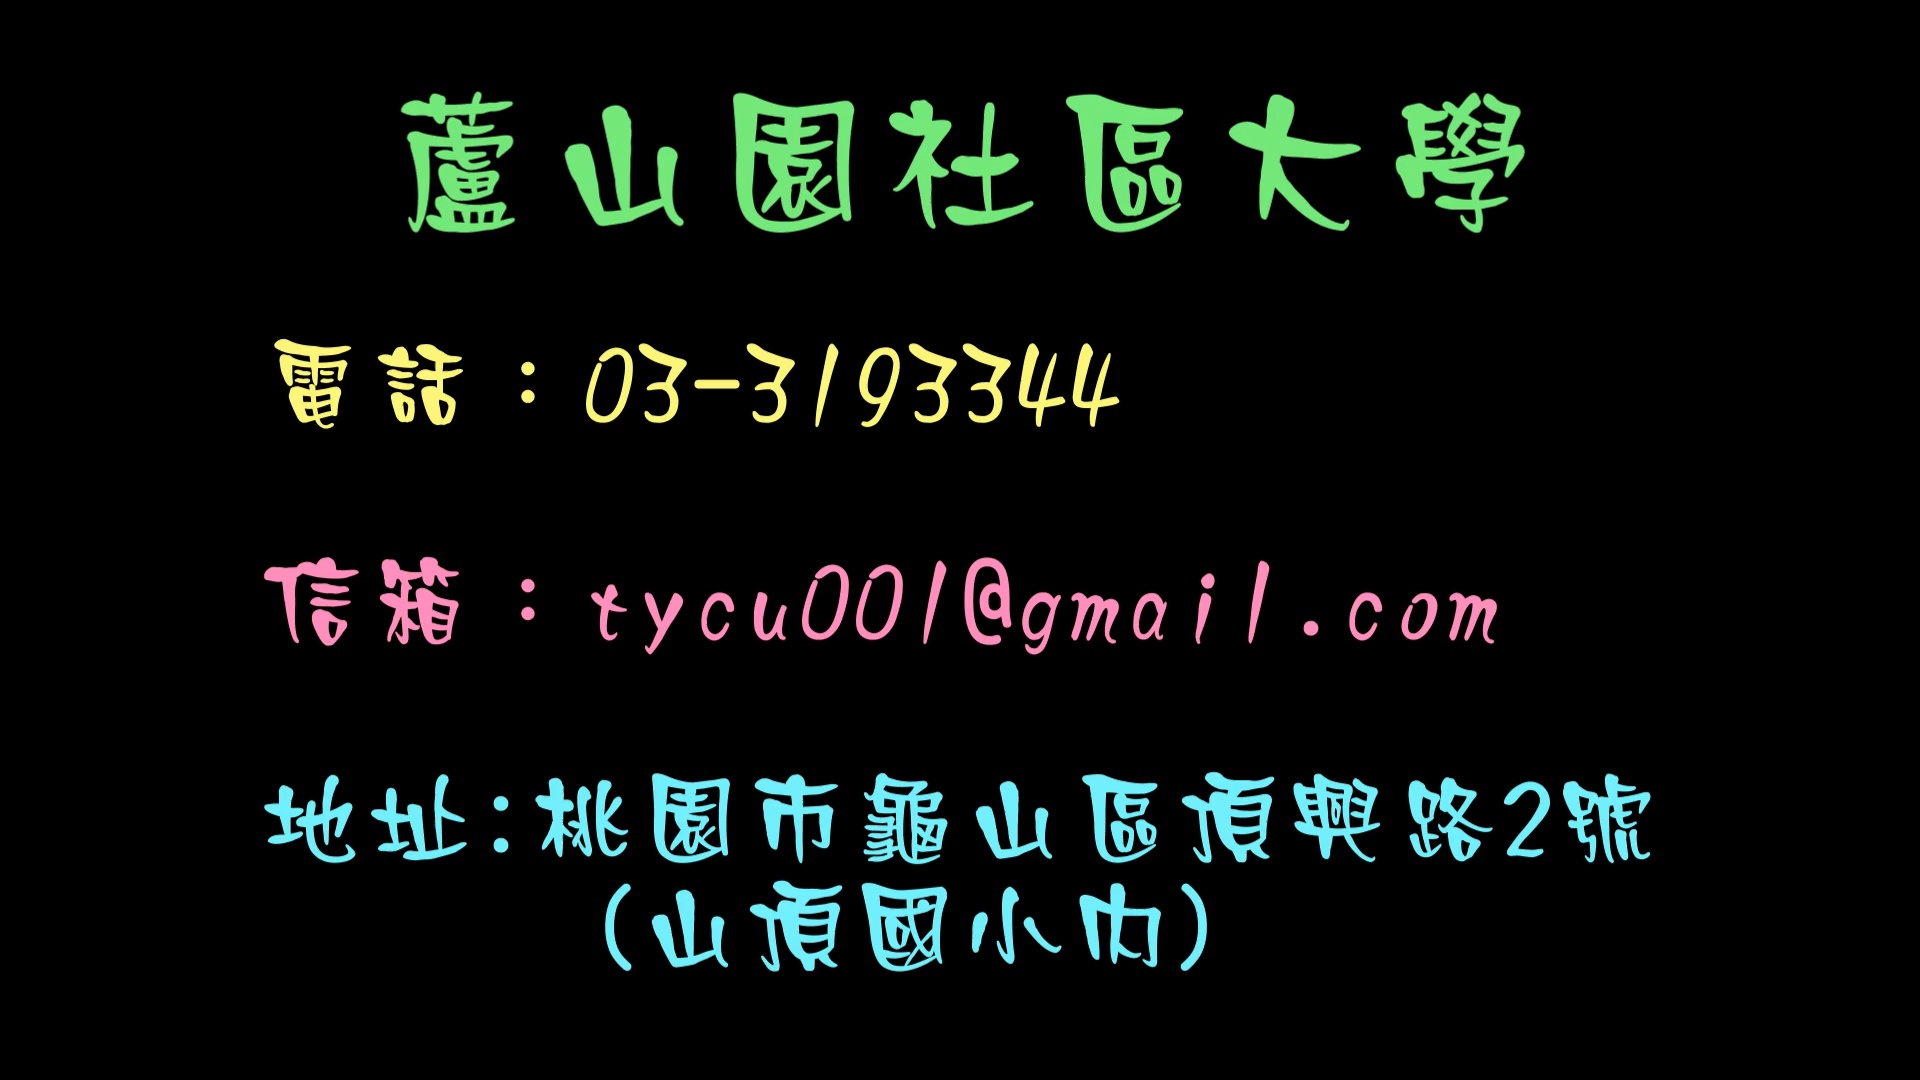 蘆山園社區大學
電話：03-3193344
信箱：tycu001@gmail.com
地址:桃園市龜山區頂興路2號
(山頂國小內)